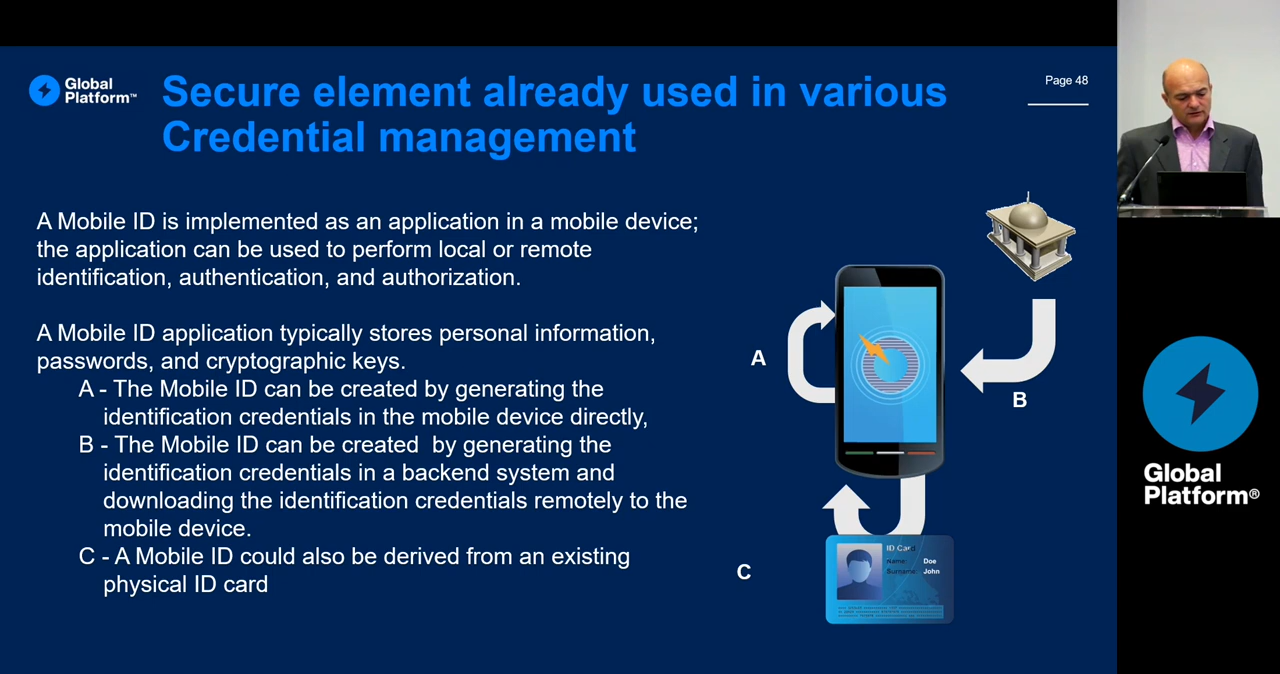 Global
Platform™
Secure element already used in various
Credential management
Page 48
A Mobile ID is implemented as an application in a mobile device;
the application can be used to perform local or remote
identification, authentication, and authorization.
A Mobile ID application typically stores personal information,
passwords, and cryptographic keys.
A - The Mobile ID can be created by generating the
identification credentials in the mobile device directly,
B - The Mobile ID can be created by generating the
identification credentials in a backend system and
downloading the identification credentials remotely to the
mobile device.
C - A Mobile ID could also be derived from an existing
physical ID card
A
B
C
ID Card
Name: Doe
Surname: John
Global
Platform®